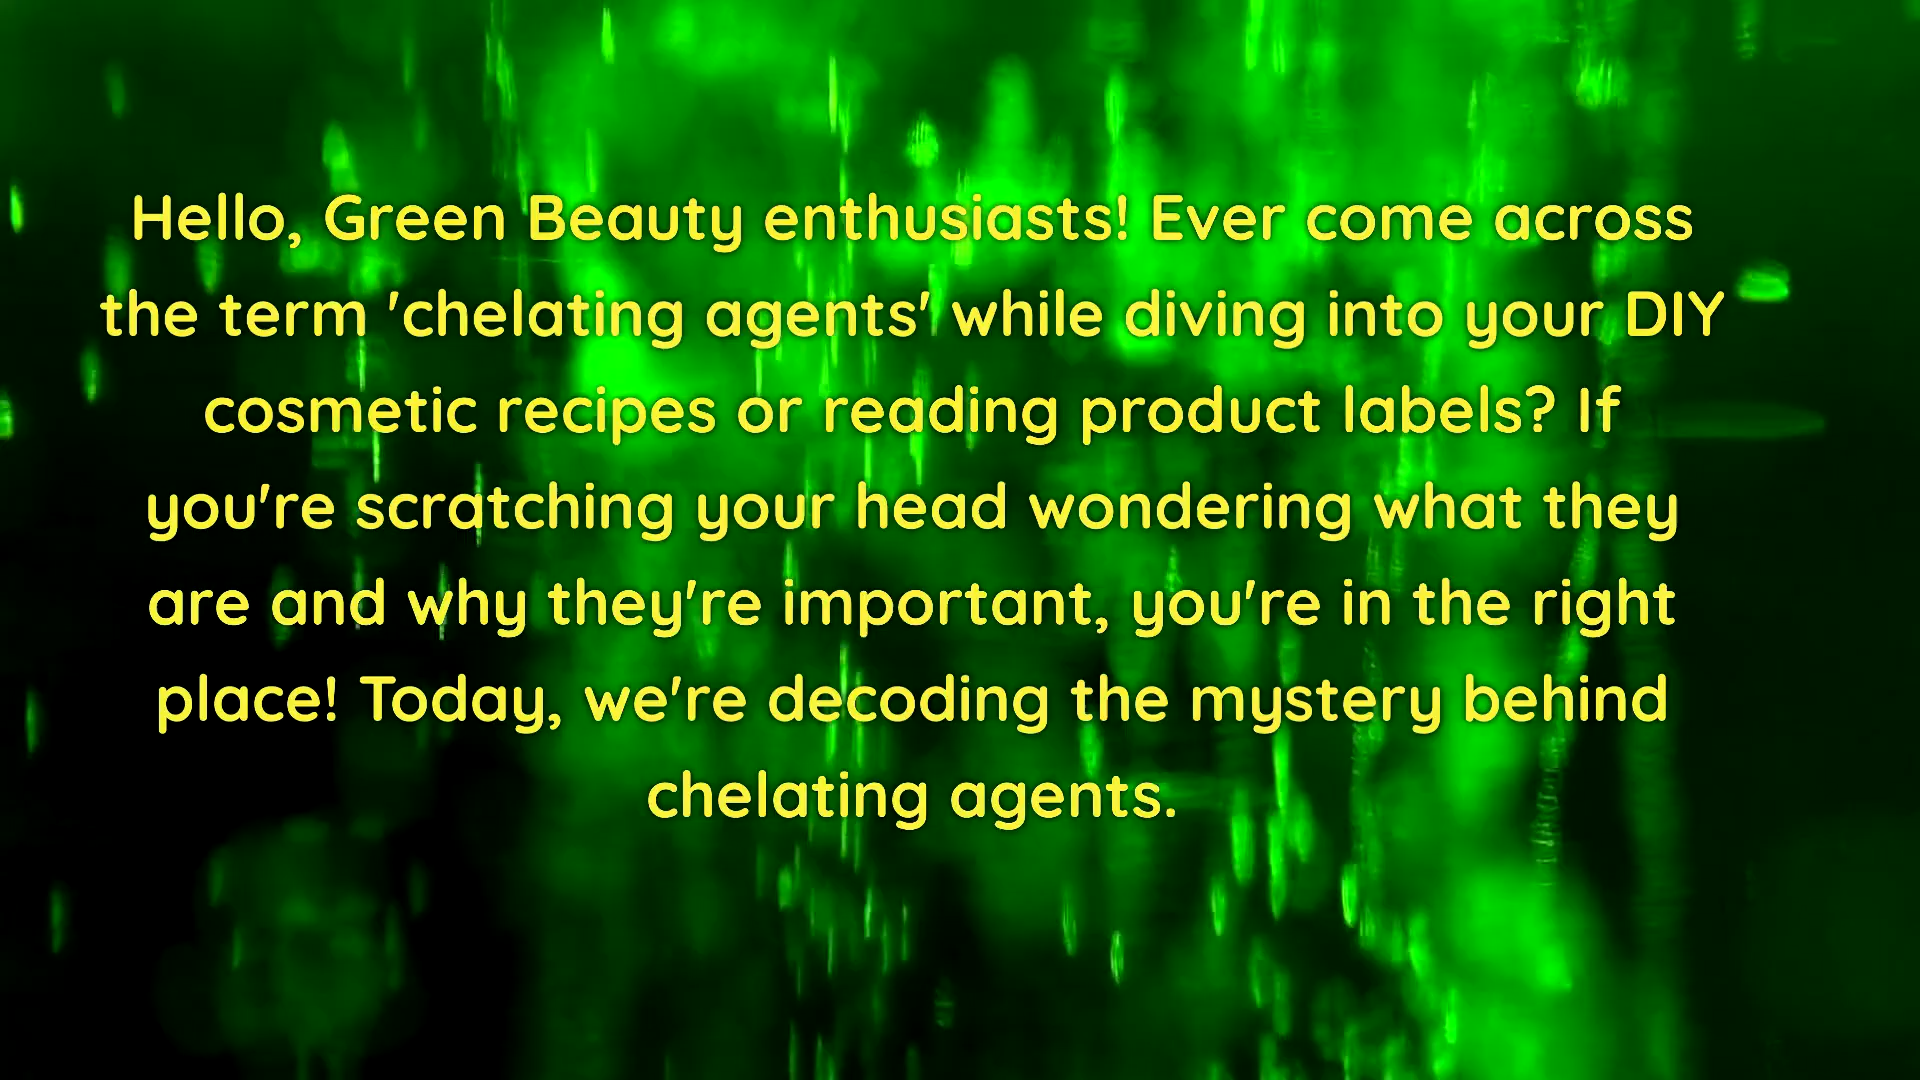 Hello, Green Beauty enthusiasts! Ever come across
the term 'chelating agents' while diving into your DIY
cosmetic recipes or reading product labels? If
you're scratching your head wondering what they
are and why they're important, you're in the right
place! Today, we're decoding the mystery behind
chelating agents.